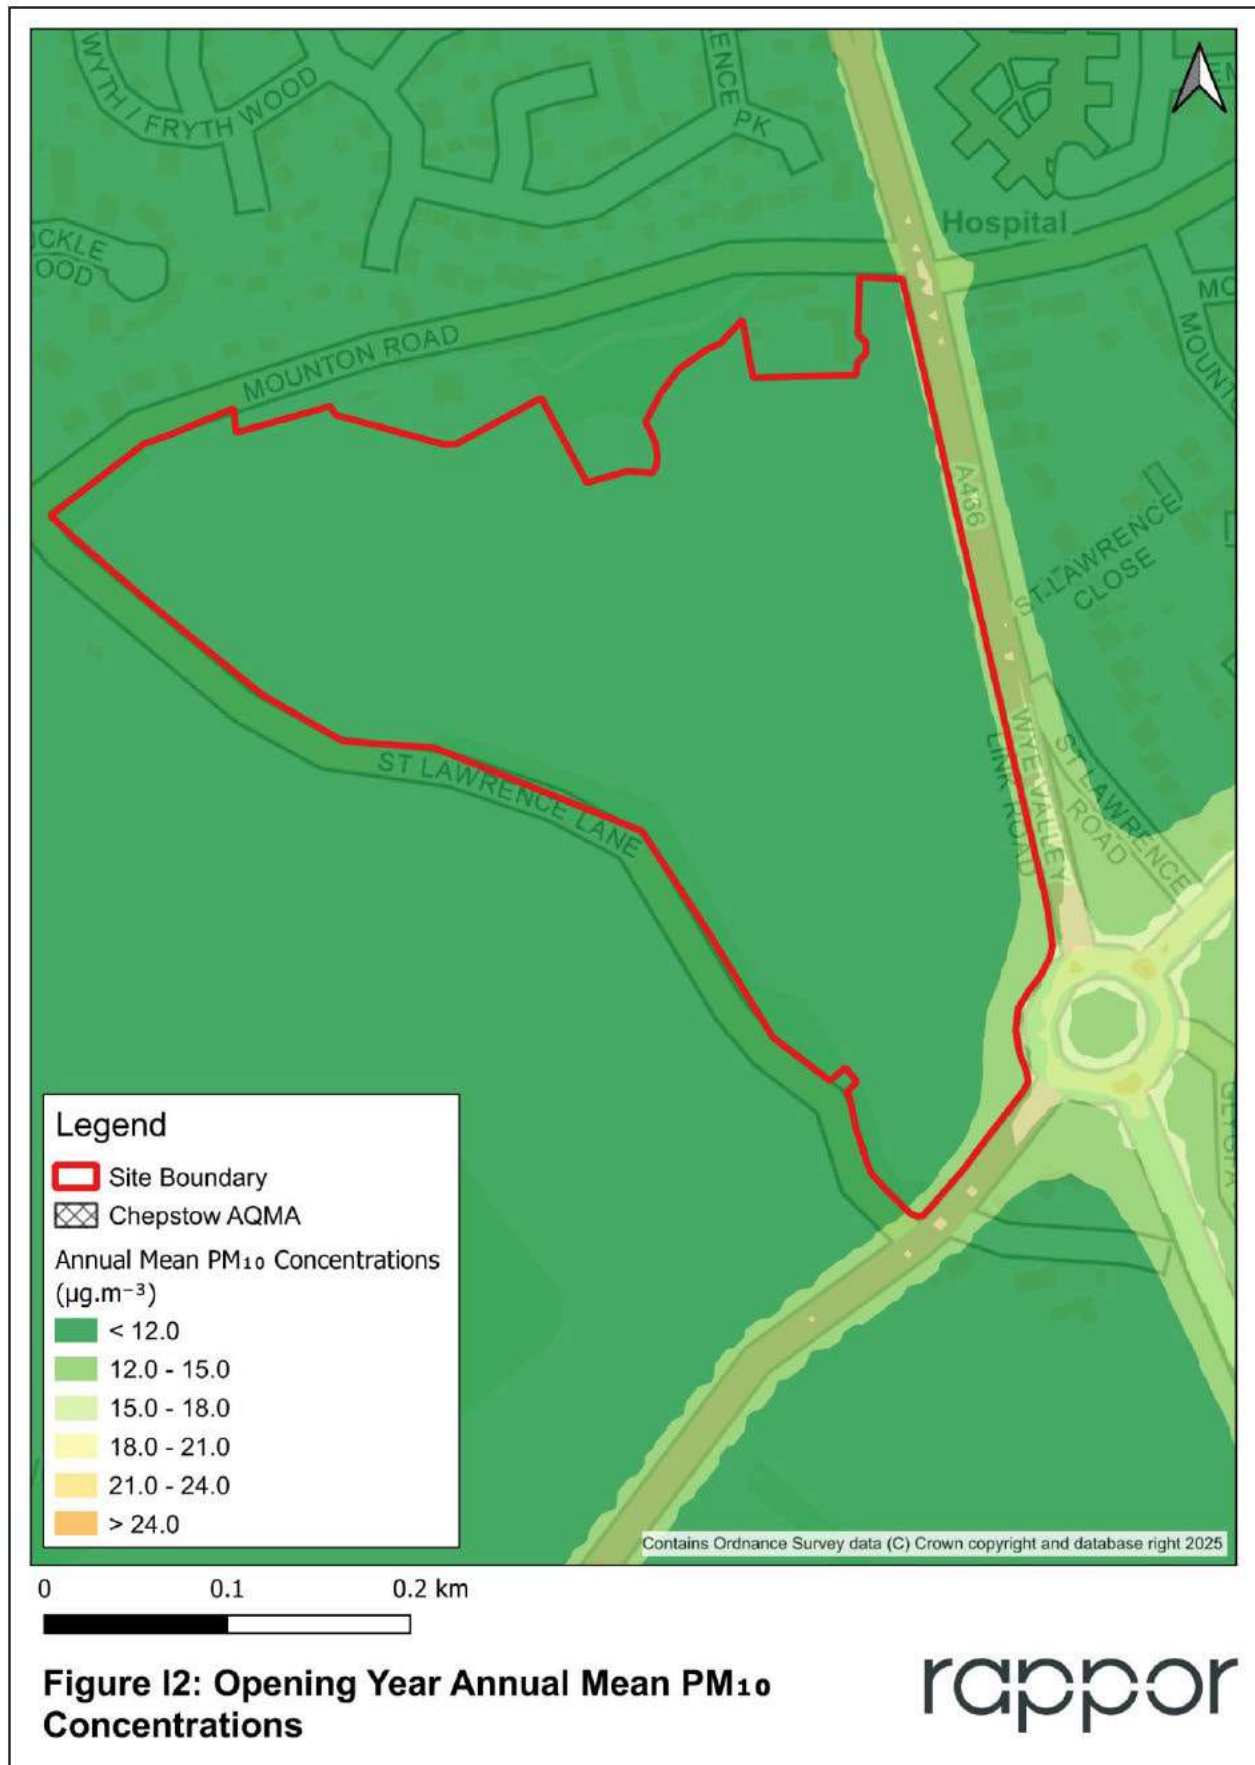 WYTH / FRYTH WOOD
ENCE
PK
EM
Hospital
ICKLE
OOD
MO
MOUNTON ROAD
MOUNTO
A466
ST LAWRENCE
CLOSE
WYE VALLEY
LINK ROAD
ST LAWRENCE
ROAD
ST LAWRENCE LANE
Legend
Site Boundary
Chepstow AQMA
Annual Mean PM₁₀ Concentrations
(µg.m⁻³)
< 12.0
12.0 - 15.0
15.0 - 18.0
18.0 - 21.0
21.0 - 24.0
> 24.0
Contains Ordnance Survey data (C) Crown copyright and database right 2025
0 0.1 0.2 km
Figure I2: Opening Year Annual Mean PM₁₀
Concentrations
rappor